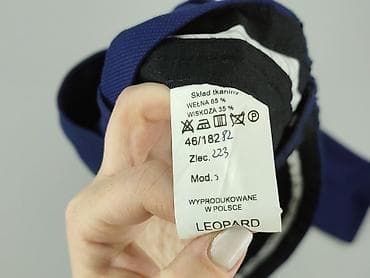 Skład tkaniny
WEŁNA 65 %
WISKOZA 35 %
P
46/182 82
Zlec. 223
Mod.
WYPRODUKOWANE
W POLSCE
LEOPARD